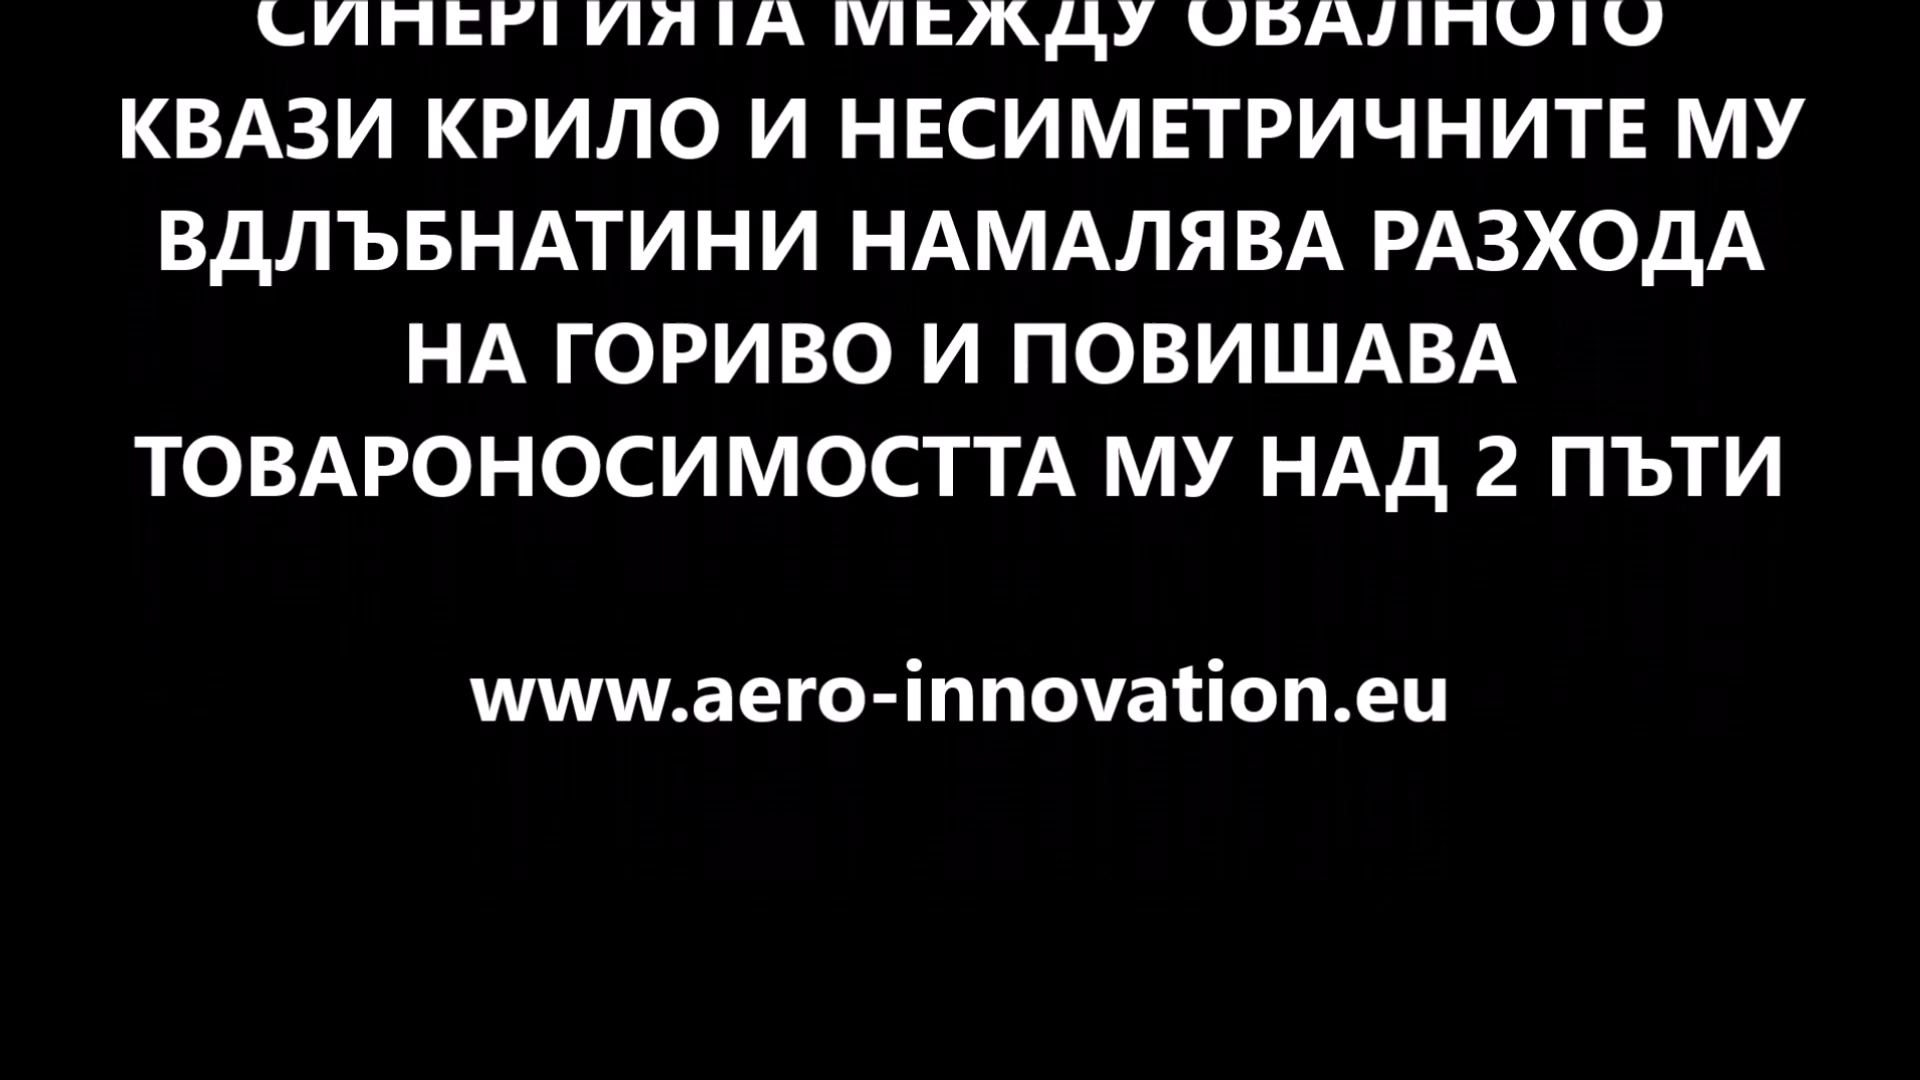 СИНЕРГИЯТА МЕЖДУ ОВАЛНОТО
КВАЗИ КРИЛО И НЕСИМЕТРИЧНИТЕ МУ
ВДЛЪБНАТИНИ НАМАЛЯВА РАЗХОДА
НА ГОРИВО И ПОВИШАВА
ТОВАРОНОСИМОСТТА МУ НАД 2 ПЪТИ
www.aero-innovation.eu